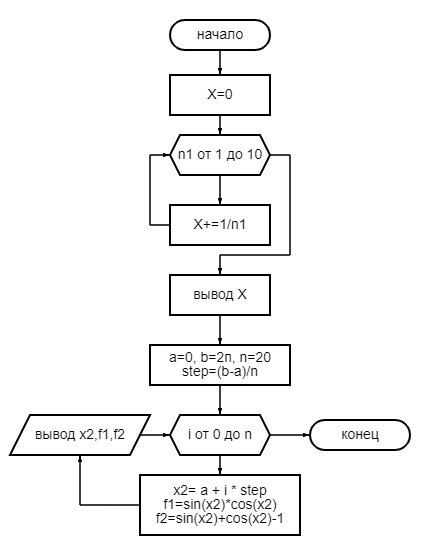 начало
X=0
n1 от 1 до 10
X+=1/n1
вывод X
a=0, b=2п, n=20
step=(b-a)/n
вывод x2,f1,f2
i от 0 до n
конец
x2= a + i * step
f1=sin(x2)*cos(x2)
f2=sin(x2)+cos(x2)-1